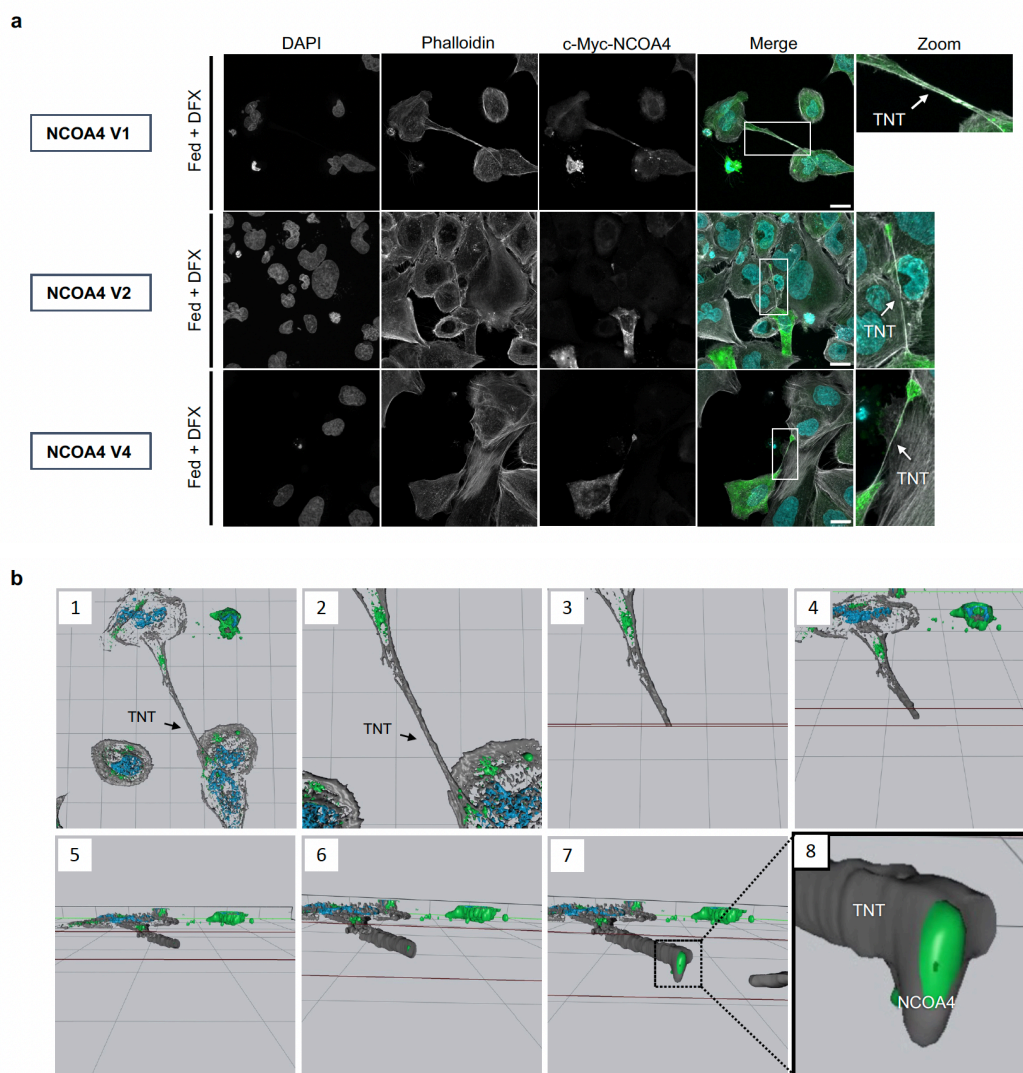 a
DAPI Phalloidin c-Myc-NCOA4 Merge Zoom
NCOA4 V1
Fed + DFX
TNT
NCOA4 V2
Fed + DFX
TNT
NCOA4 V4
Fed + DFX
TNT
b
1 2 3 4
TNT
TNT
5 6 7 8
TNT
NCOA4